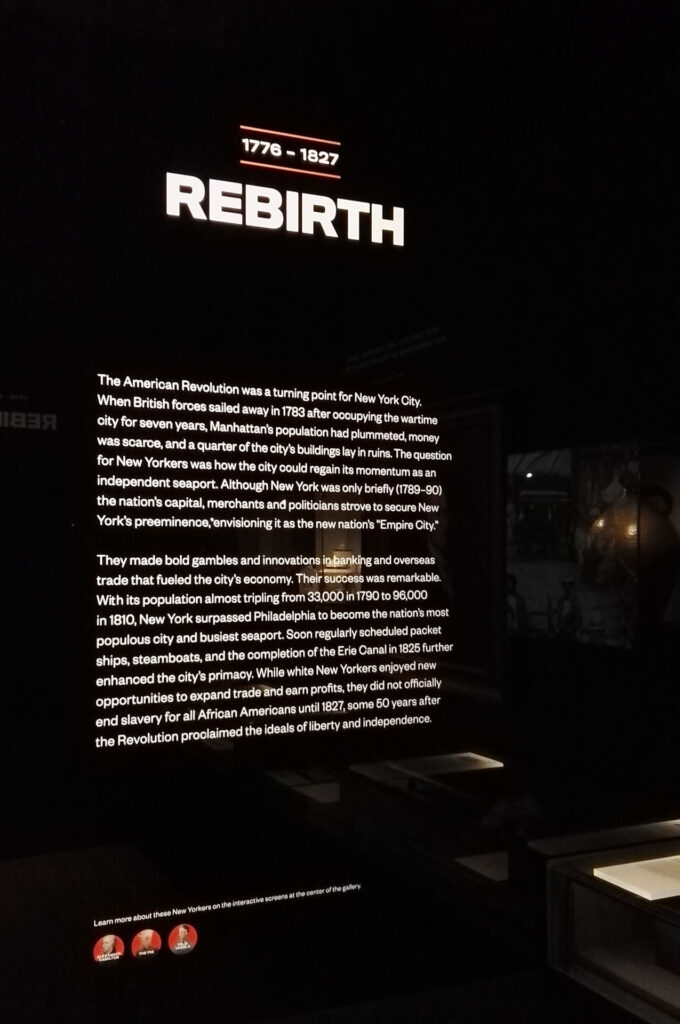 1776 – 1827
REBIRTH
The American Revolution was a turning point for New York City.
When British forces sailed away in 1783 after occupying the wartime
city for seven years, Manhattan's population had plummeted, money
was scarce, and a quarter of the city's buildings lay in ruins. The question
for New Yorkers was how the city could regain its momentum as an
independent seaport. Although New York was only briefly (1789–90)
the nation's capital, merchants and politicians strove to secure New
York's preeminence, envisioning it as the new nation's "Empire City."
They made bold gambles and innovations in banking and overseas
trade that fueled the city's economy. Their success was remarkable.
With its population almost tripling from 33,000 in 1790 to 96,000
in 1810, New York surpassed Philadelphia to become the nation's most
populous city and busiest seaport. Soon regularly scheduled packet
ships, steamboats, and the completion of the Erie Canal in 1825 further
enhanced the city's primacy. While white New Yorkers enjoyed new
opportunities to expand trade and earn profits, they did not officially
end slavery for all African Americans until 1827, some 50 years after
the Revolution proclaimed the ideals of liberty and independence.
Learn more about these New Yorkers on the interactive screens at the center of the gallery.
ALEXANDER
HAMILTON
THE PIG